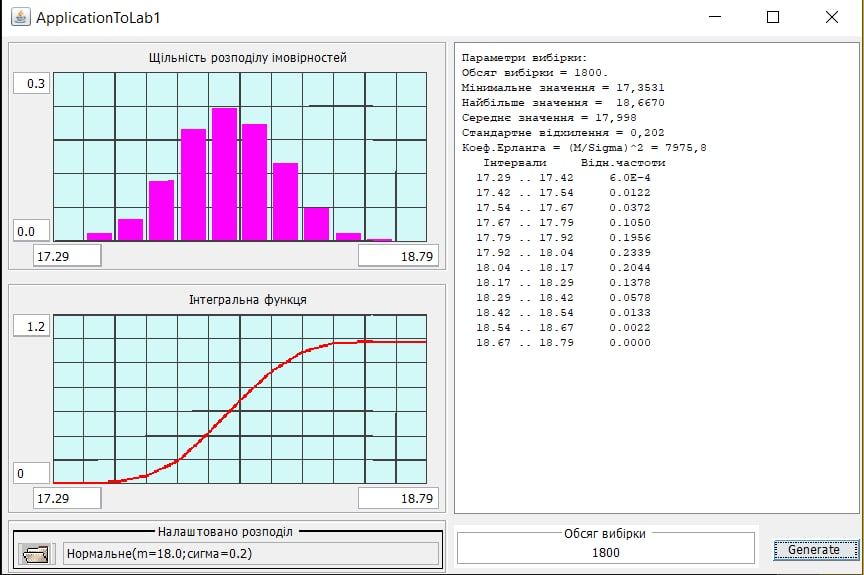 ApplicationToLab1
Щільність розподілу імовірностей
0.3
0.0
17.29
18.79
Інтегральна функця
1.2
0
17.29
18.79
Налаштовано розподіл
Нормальне(m=18.0;сигма=0.2)
Параметри вибірки:
Обсяг вибірки = 1800.
Мінімальне значення = 17,3531
Найбільше значення =  18,6670
Середнє значення = 17,998
Стандартне відхилення = 0,202
Коеф.Ерланга = (M/Sigma)^2 = 7975,8
Інтервали Відн.частоти
17.29 .. 17.42 6.0E-4
17.42 .. 17.54 0.0122
17.54 .. 17.67 0.0372
17.67 .. 17.79 0.1050
17.79 .. 17.92 0.1956
17.92 .. 18.04 0.2339
18.04 .. 18.17 0.2044
18.17 .. 18.29 0.1378
18.29 .. 18.42 0.0578
18.42 .. 18.54 0.0133
18.54 .. 18.67 0.0022
18.67 .. 18.79 0.0000
Обсяг вибірки
1800
Generate